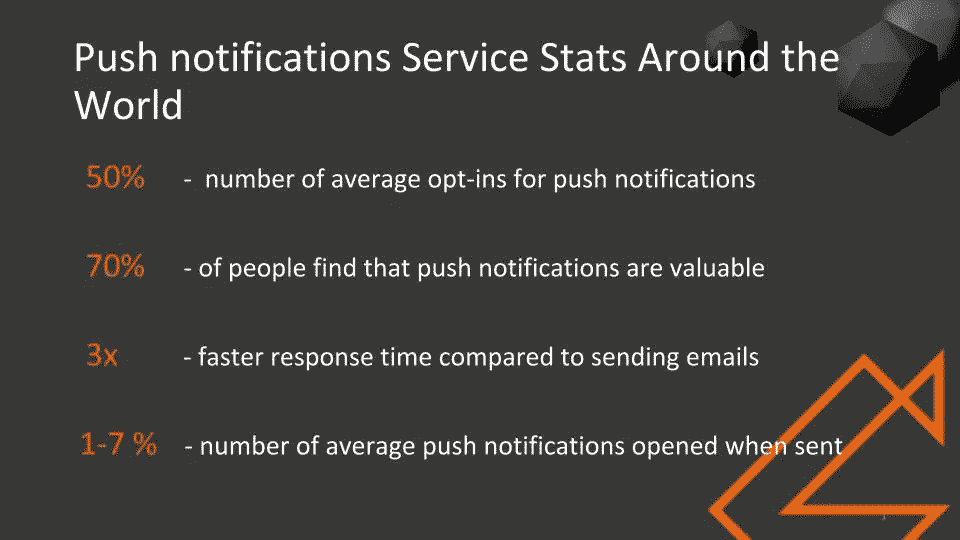 Push notifications Service Stats Around the
World
50% - number of average opt-ins for push notifications
70% - of people find that push notifications are valuable
3x - faster response time compared to sending emails
1-7 % - number of average push notifications opened when sent